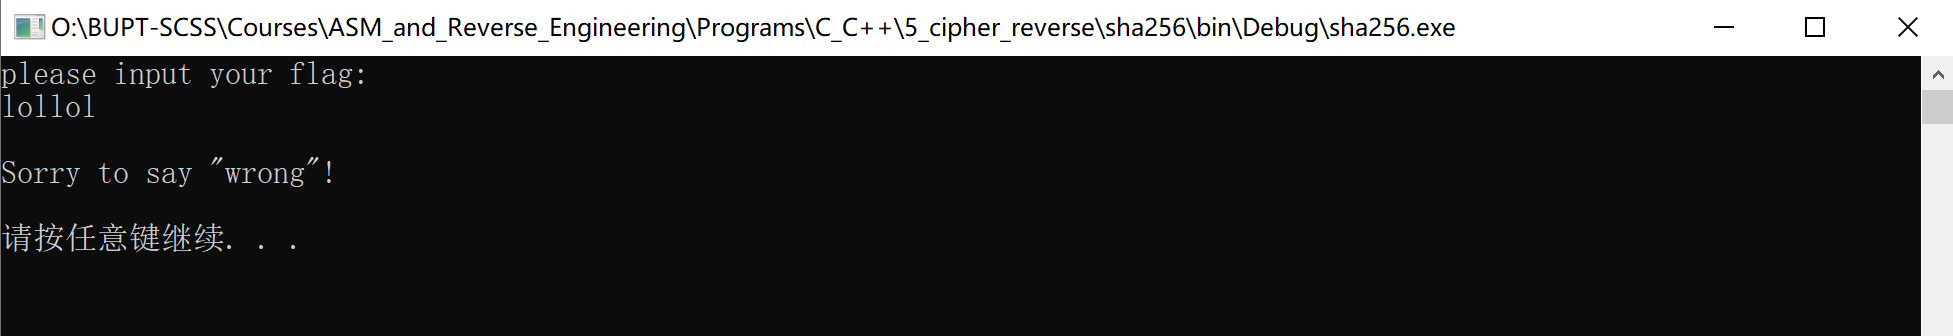 O:\BUPT-SCSS\Courses\ASM_and_Reverse_Engineering\Programs\C_C++\5_cipher_reverse\sha256\bin\Debug\sha256.exe
please input your flag:
lollol
Sorry to say "wrong"!
请按任意键继续. . .